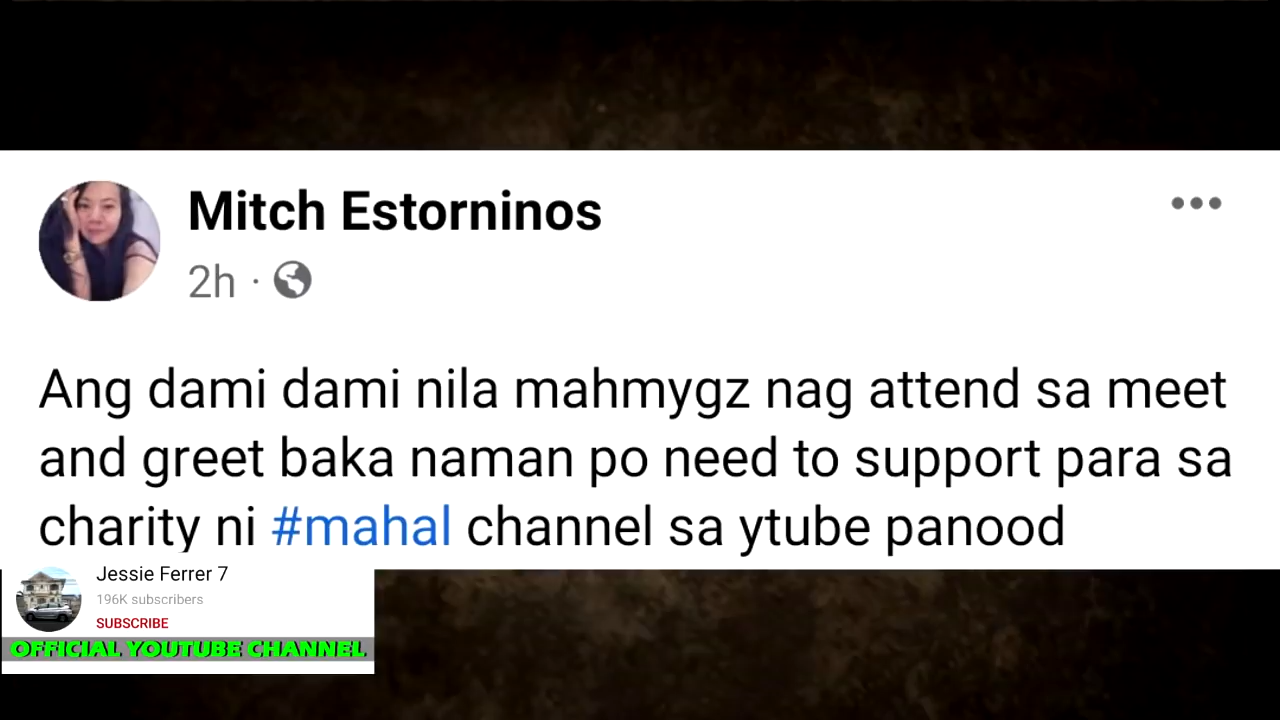 Mitch Estorninos
2h ·
Ang dami dami nila mahmygz nag attend sa meet
and greet baka naman po need to support para sa
charity ni #mahal channel sa ytube panood
Jessie Ferrer 7
196K subscribers
SUBSCRIBE
OFFICIAL YOUTUBE CHANNEL